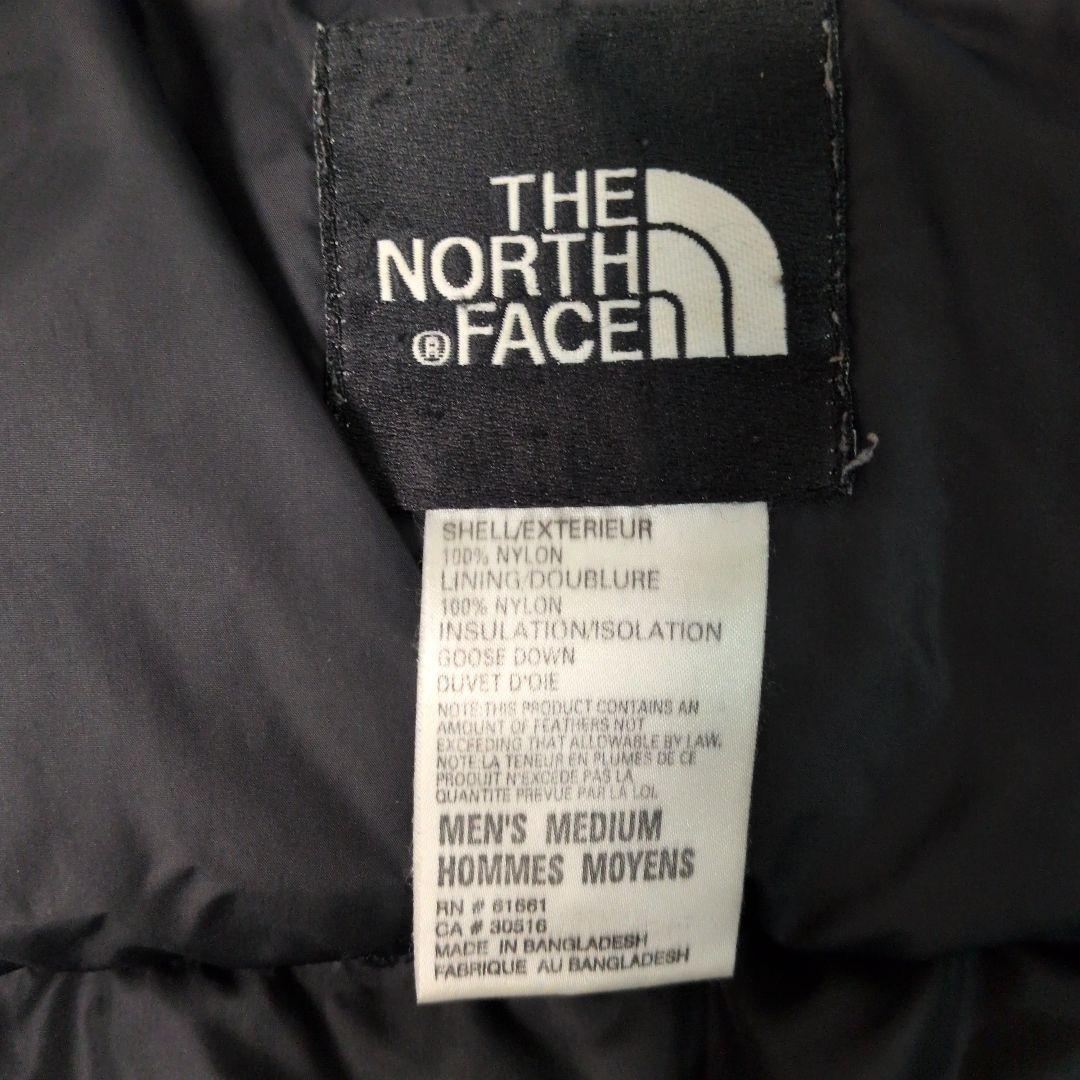 THE
NORTH
® FACE
SHELL/EXTERIEUR
100% NYLON
LINING/DOUBLURE
100% NYLON
INSULATION/ISOLATION
GOOSE DOWN
DUVET D'OIE
NOTE:THIS PRODUCT CONTAINS AN
AMOUNT OF FEATHERS NOT
EXCEEDING THAT ALLOWABLE BY LAW.
NOTE:LA TENEUR EN PLUMES DE CE
PRODUIT N'EXCEDE PAS LA
QUANTITE PREVUE PAR LA LOI.
MEN'S MEDIUM
HOMMES MOYENS
RN # 61661
CA # 30516
MADE IN BANGLADESH
FABRIQUE AU BANGLADESH